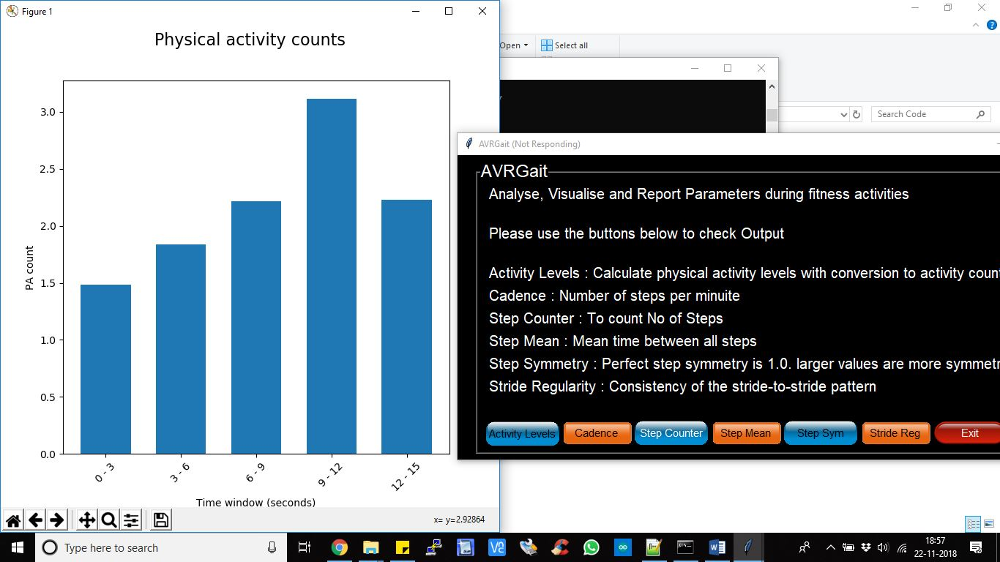 Figure 1
Physical activity counts
3.0
2.5
2.0
1.5
1.0
0.5
0.0
PA count
0 - 3
3 - 6
6 - 9
9 - 12
12 - 15
Time window (seconds)
x= y=2.92864
Open
Select all
Search Code
AVRGait (Not Responding)
AVRGait
Analyse, Visualise and Report Parameters during fitness activities
Please use the buttons below to check Output
Activity Levels : Calculate physical activity levels with conversion to activity coun
Cadence : Number of steps per minuite
Step Counter : To count No of Steps
Step Mean : Mean time between all steps
Step Symmetry : Perfect step symmetry is 1.0. larger values are more symmetr
Stride Regularity : Consistency of the stride-to-stride pattern
Activity Levels
Cadence
Step Counter
Step Mean
Step Sym
Stride Reg
Exit
Type here to search
18:57
22-11-2018